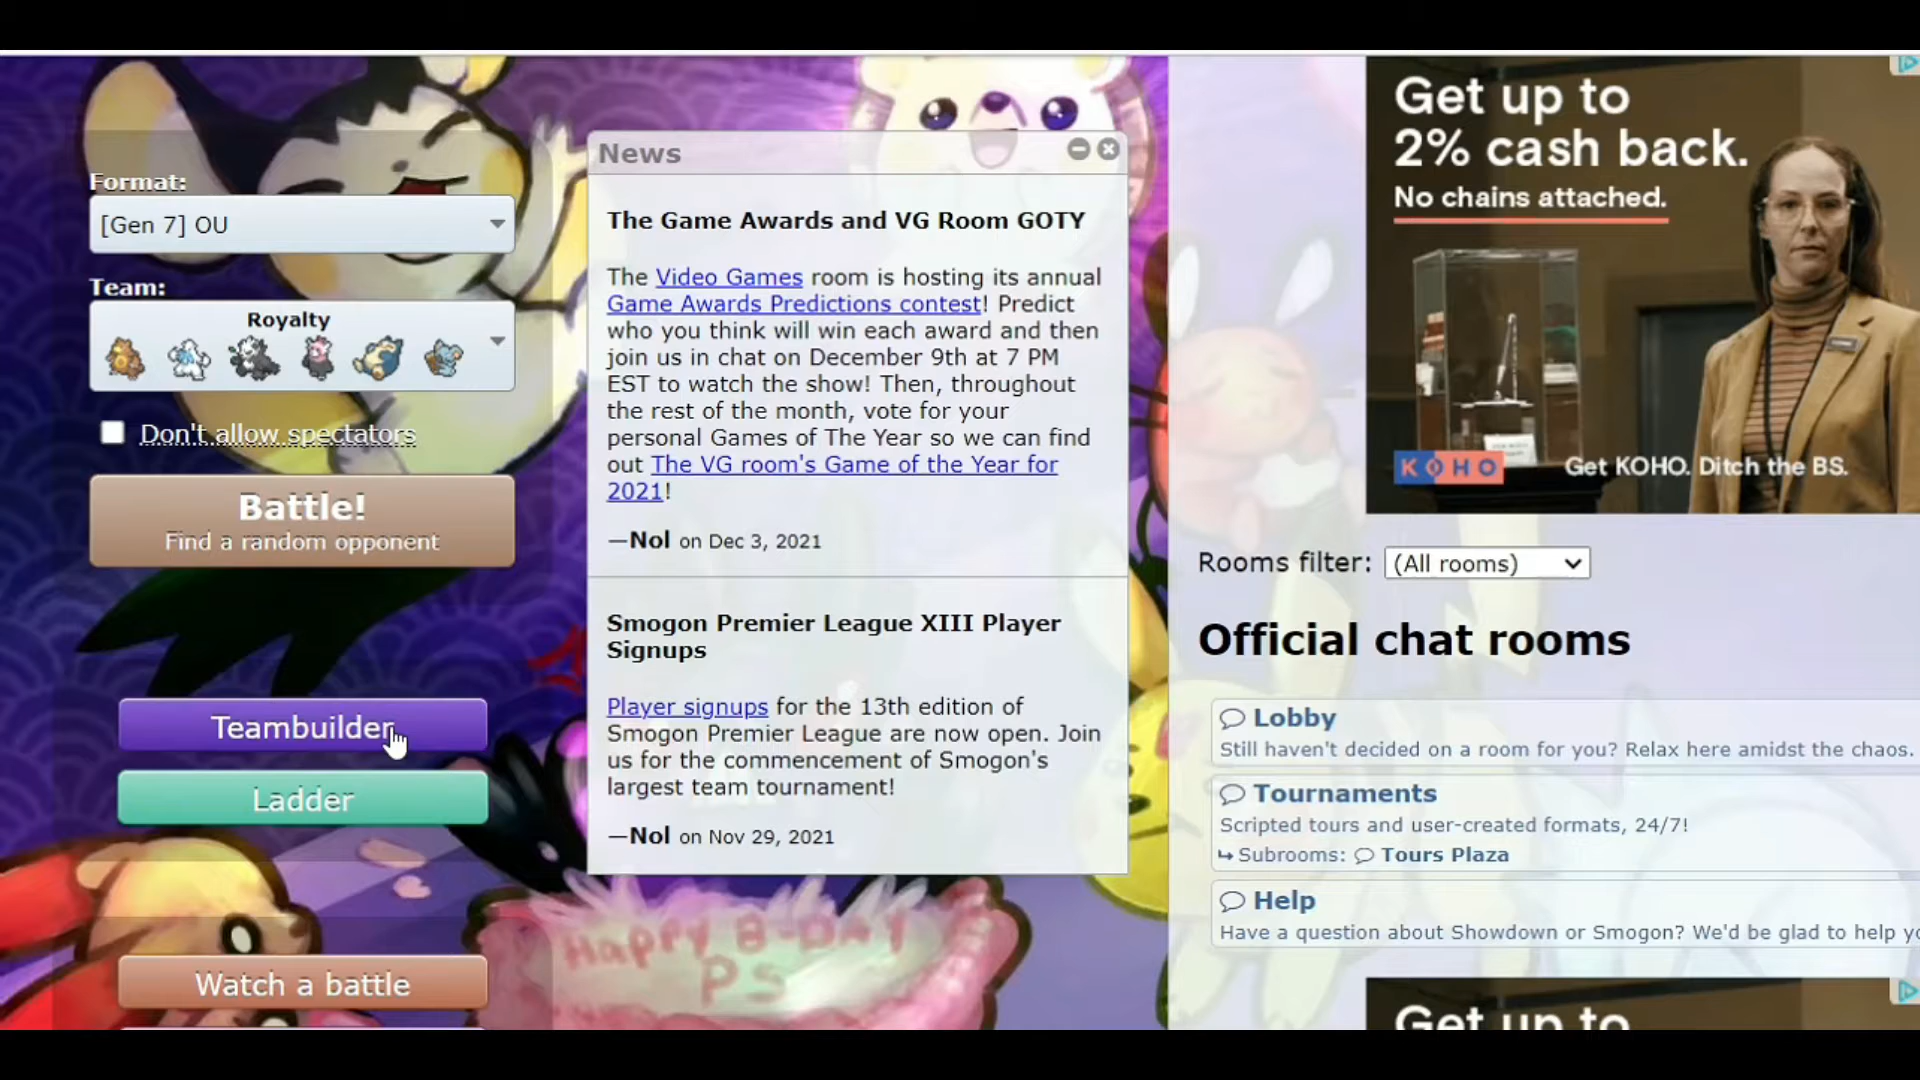 Format:
[Gen 7] OU
Team:
Royalty
Don't allow spectators
Battle!
Find a random opponent
Teambuilder
Ladder
Watch a battle
News
The Game Awards and VG Room GOTY
The Video Games room is hosting its annual
Game Awards Predictions contest! Predict
who you think will win each award and then
join us in chat on December 9th at 7 PM
EST to watch the show! Then, throughout
the rest of the month, vote for your
personal Games of The Year so we can find
out The VG room's Game of the Year for
2021!
—Nol on Dec 3, 2021
Smogon Premier League XIII Player
Signups
Player signups for the 13th edition of
Smogon Premier League are now open. Join
us for the commencement of Smogon's
largest team tournament!
—Nol on Nov 29, 2021
Happy B-DAY
PS
Get up to
2% cash back.
No chains attached.
KOHO
Get KOHO. Ditch the BS.
Rooms filter: (All rooms)
Official chat rooms
Lobby
Still haven't decided on a room for you? Relax here amidst the chaos.
Tournaments
Scripted tours and user-created formats, 24/7!
↳ Subrooms: Tours Plaza
Help
Have a question about Showdown or Smogon? We'd be glad to help yo
Get up to